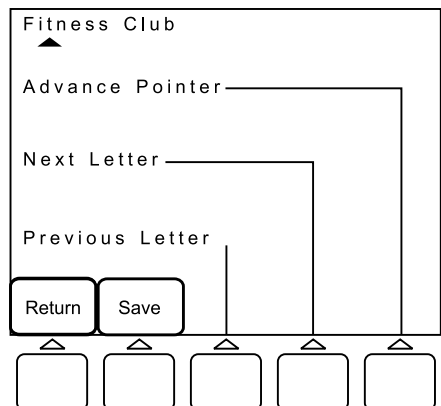 Fitness Club
Advance Pointer
Next Letter
Previous Letter
Return Save